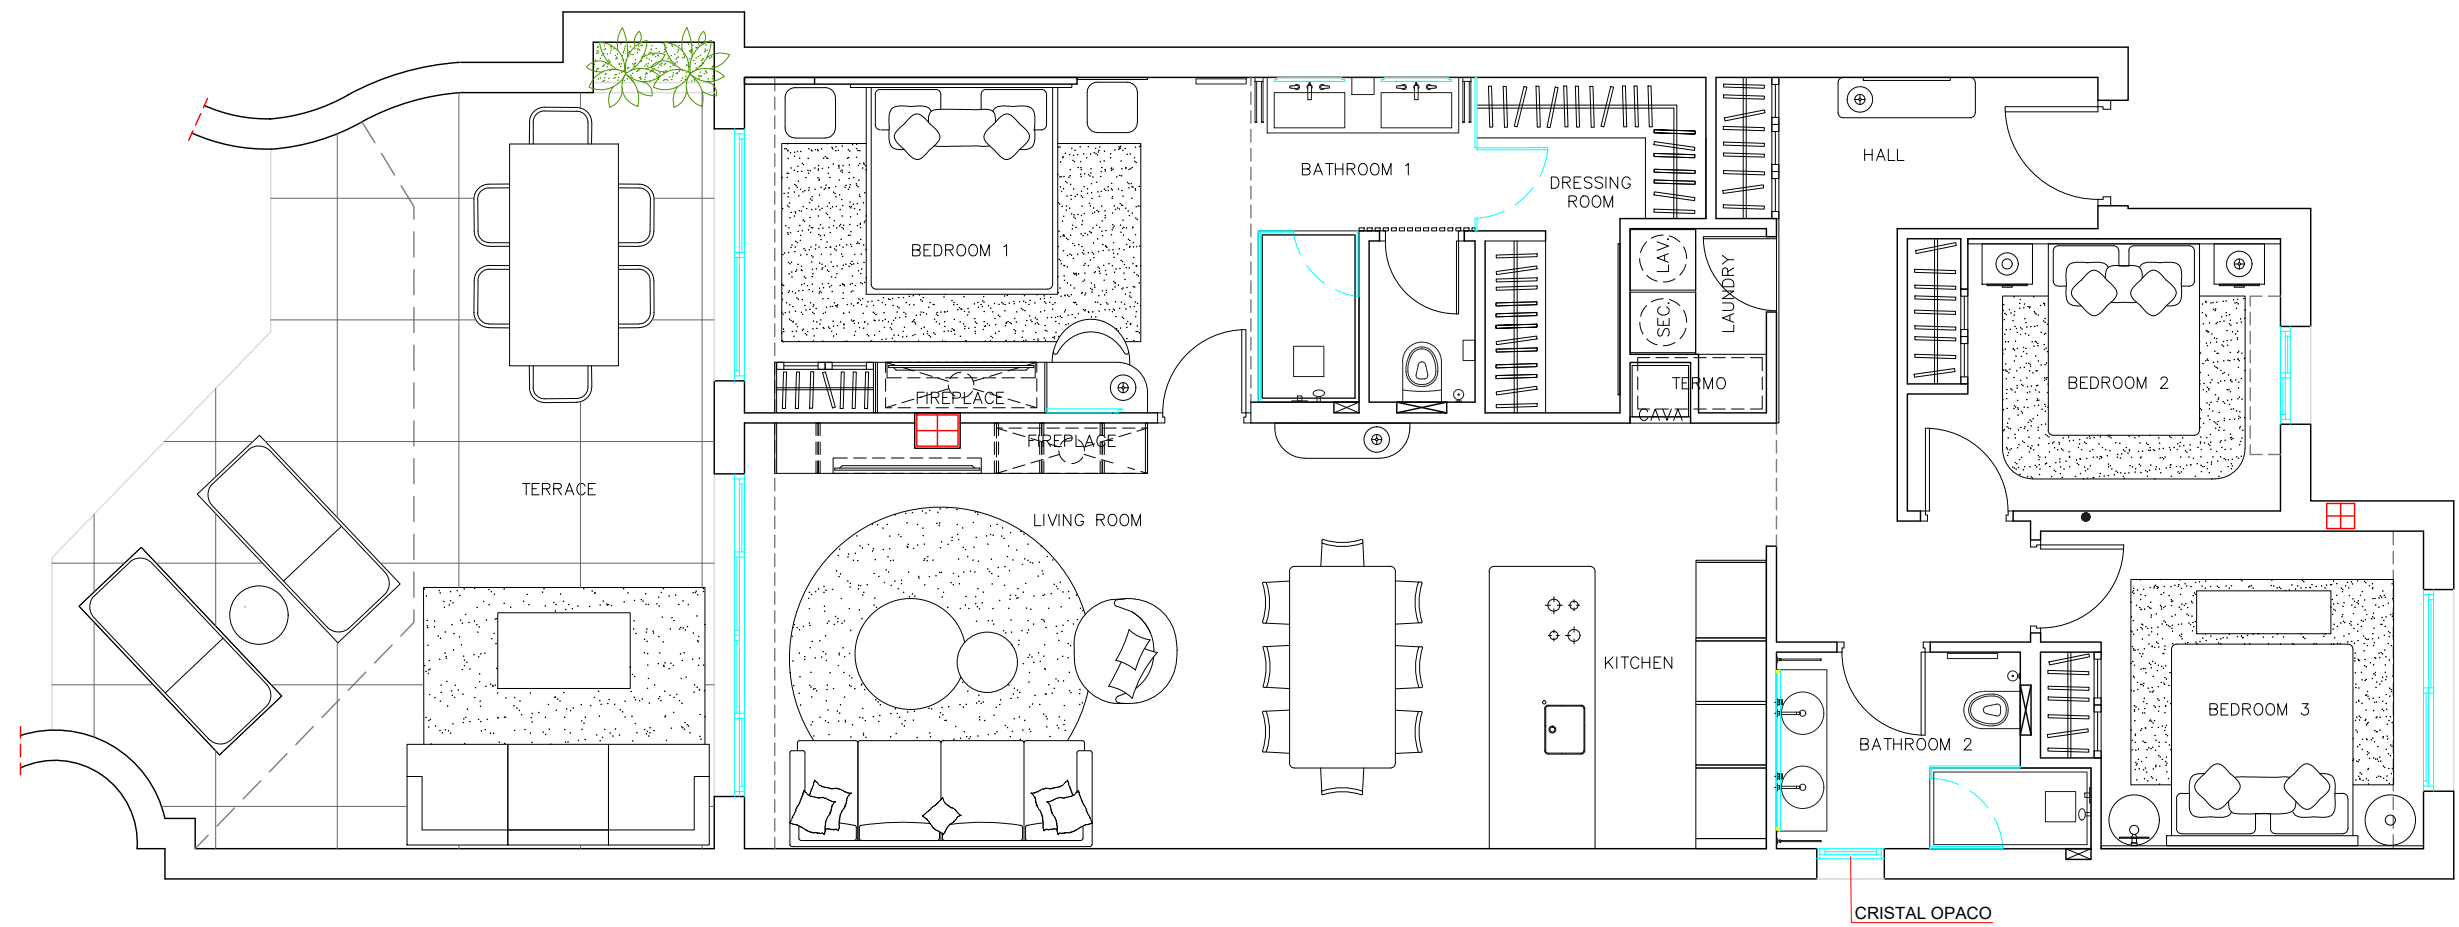 HALL
BATHROOM 1
DRESSING
ROOM
BEDROOM 1
LAV.
LAUNDRY
SEC.
BEDROOM 2
TERMO
FIREPLACE
CAVA
FIREPLACE
TERRACE
LIVING ROOM
KITCHEN
BEDROOM 3
BATHROOM 2
CRISTAL OPACO